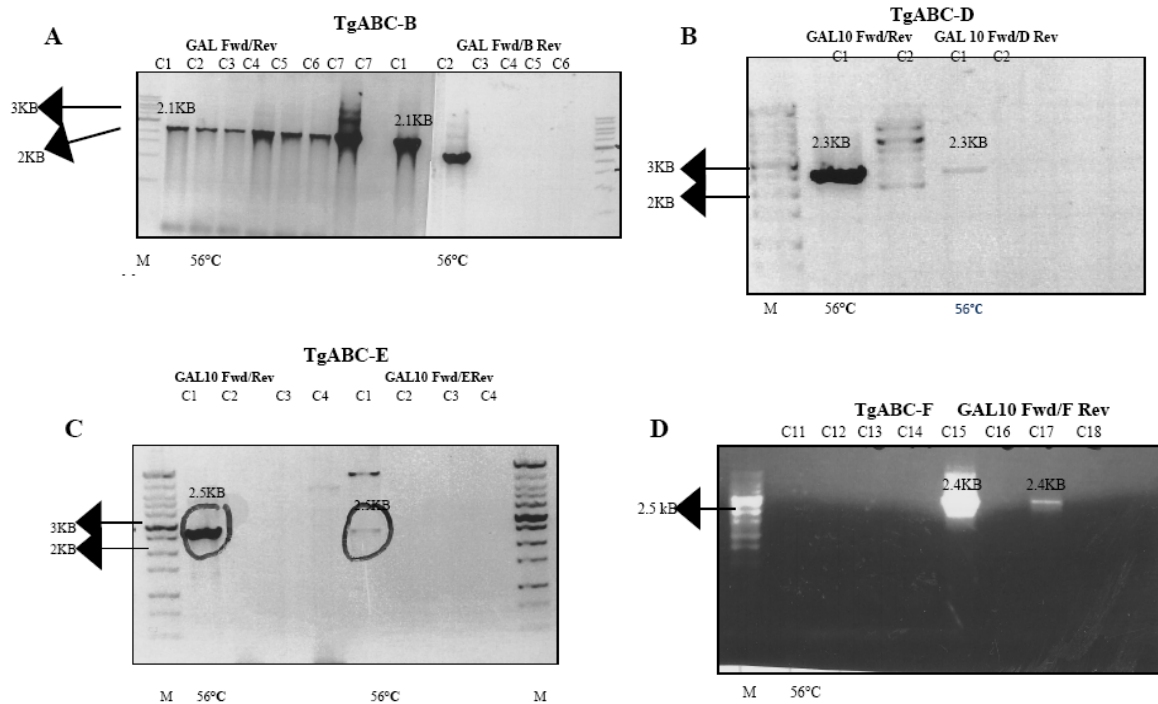 TgABC-B
A
GAL Fwd/Rev
GAL Fwd/B Rev
C1 C2 C3 C4 C5 C6 C7 C7 C1 C2 C3 C4 C5 C6
3KB
2.1KB
2.1KB
2KB
M 56°C 56°C
TgABC-D
B
GAL10 Fwd/Rev GAL 10 Fwd/D Rev
C1 C2 C1 C2
2.3KB 2.3KB
3KB
2KB
M 56°C 56°C
TgABC-E
GAL10 Fwd/Rev GAL10 Fwd/ERev
C1 C2 C3 C4 C1 C2 C3 C4
C
2.5KB 2.5KB
3KB
2KB
M 56°C 56°C M
TgABC-F GAL10 Fwd/F Rev
D
C11 C12 C13 C14 C15 C16 C17 C18
2.4KB 2.4KB
2.5 kB
M 56°C